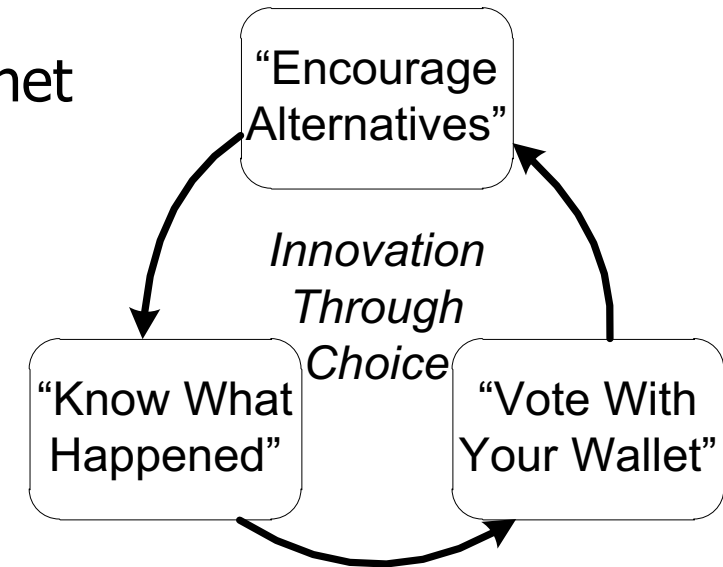 net
“Encourage
Alternatives”
Innovation
Through
Choice
“Know What
Happened”
“Vote With
Your Wallet”